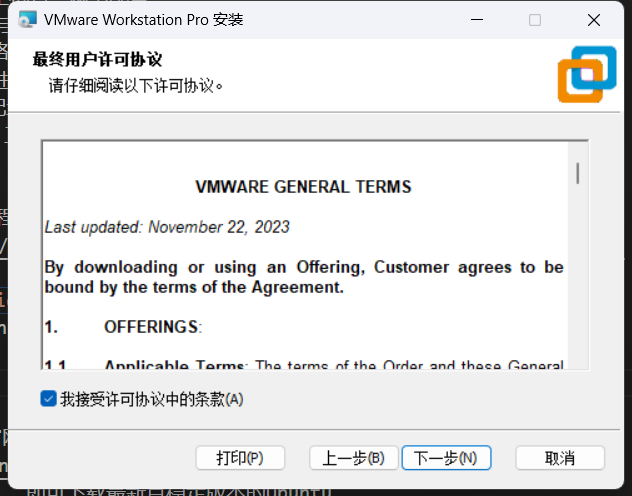 VMware Workstation Pro 安装
最终用户许可协议
请仔细阅读以下许可协议。
VMWARE GENERAL TERMS
Last updated: November 22, 2023
By downloading or using an Offering, Customer agrees to be
bound by the terms of the Agreement.
1. OFFERINGS:
1.1 Applicable Terms: The terms of the Order and these General
我接受许可协议中的条款(A)
打印(P) 上一步(B) 下一步(N) 取消